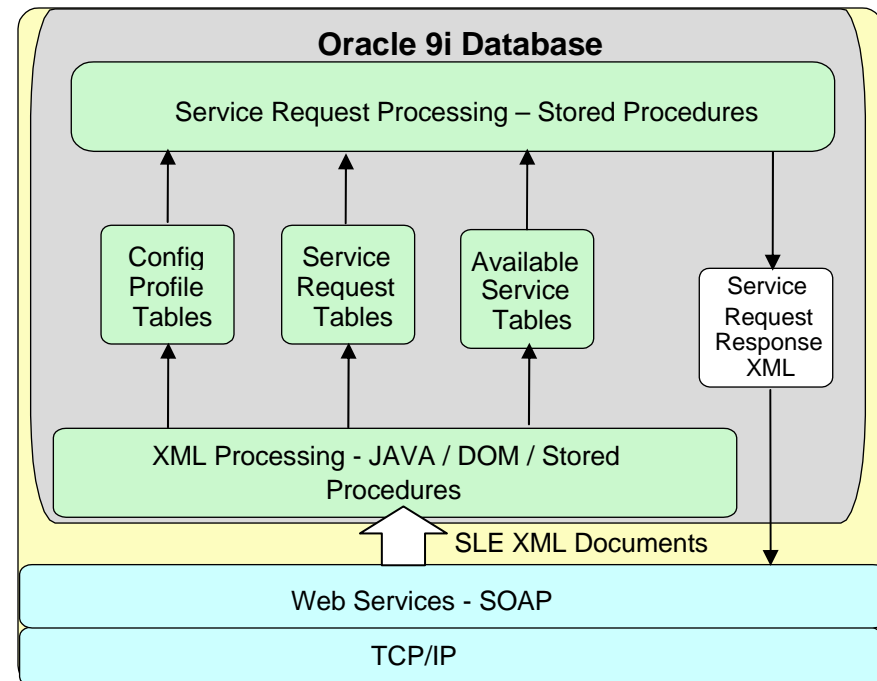 Oracle 9i Database
Service Request Processing – Stored Procedures
Config
Profile
Tables
Service
Request
Tables
Available
Service
Tables
Service
Request
Response
XML
XML Processing - JAVA / DOM / Stored
Procedures
SLE XML Documents
Web Services - SOAP
TCP/IP